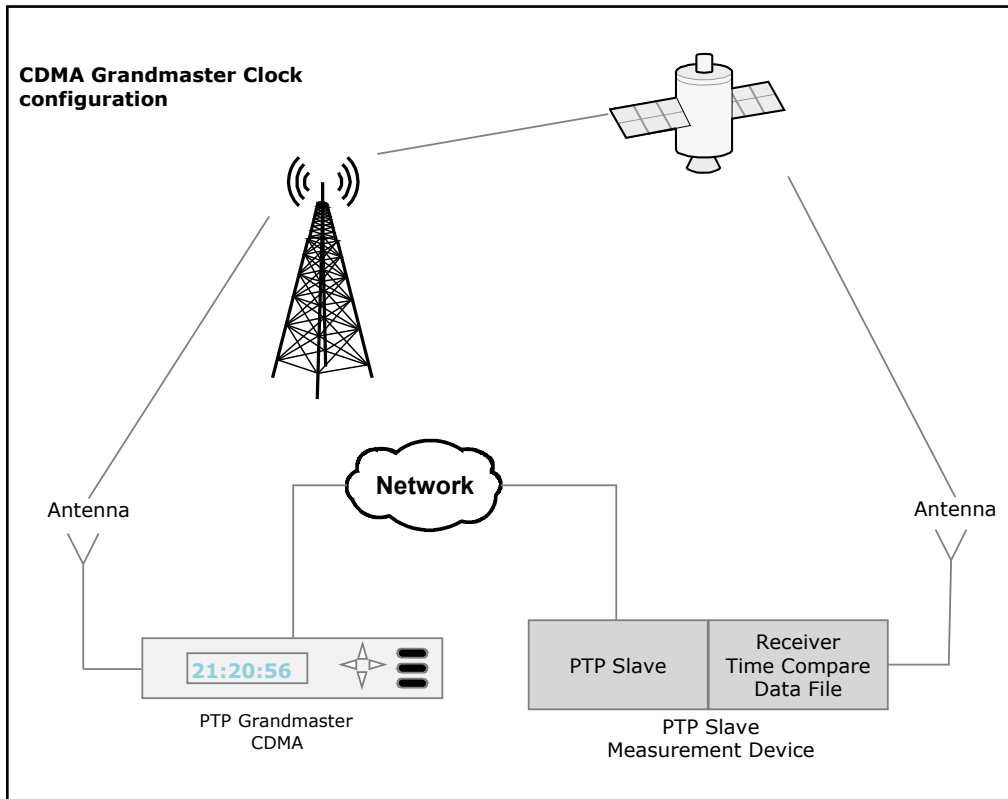 CDMA Grandmaster Clock
configuration
Network
Antenna
Antenna
21:20:56
PTP Slave
Receiver
Time Compare
Data File
PTP Grandmaster
CDMA
PTP Slave
Measurement Device